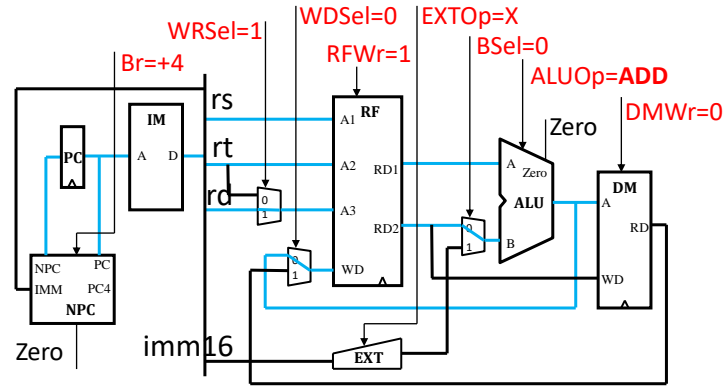 WDSel=0
EXTOp=X
WRSel=1
BSel=0
Br=+4
RFWr=1
ALUOp=ADD
DMWr=0
rs
IM
RF
Zero
A1
PC
A
D
rt
A2
RD1
A
Zero
DM
rd
0
1
A3
ALU
A
RD2
0
1
B
RD
NPC
PC
IMM
PC4
NPC
0
1
WD
WD
Zero
imm16
EXT